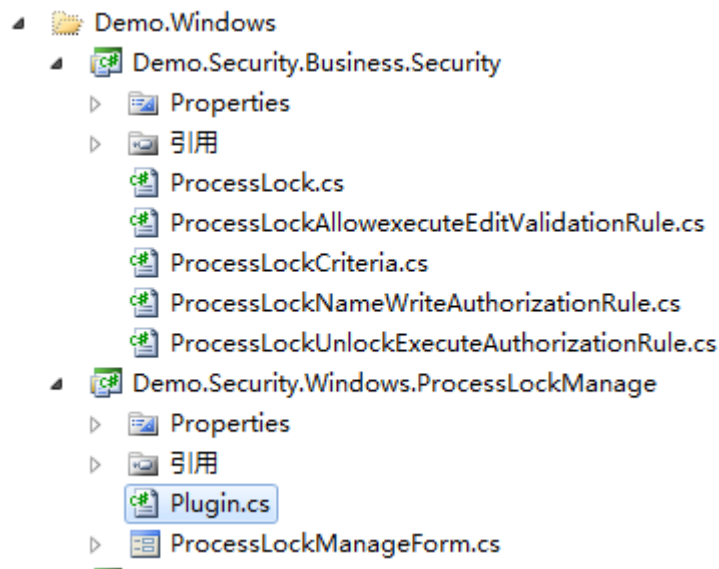 Demo.Windows
Demo.Security.Business.Security
Properties
引用
ProcessLock.cs
ProcessLockAllowexecuteEditValidationRule.cs
ProcessLockCriteria.cs
ProcessLockNameWriteAuthorizationRule.cs
ProcessLockUnlockExecuteAuthorizationRule.cs
Demo.Security.Windows.ProcessLockManage
Properties
引用
Plugin.cs
ProcessLockManageForm.cs